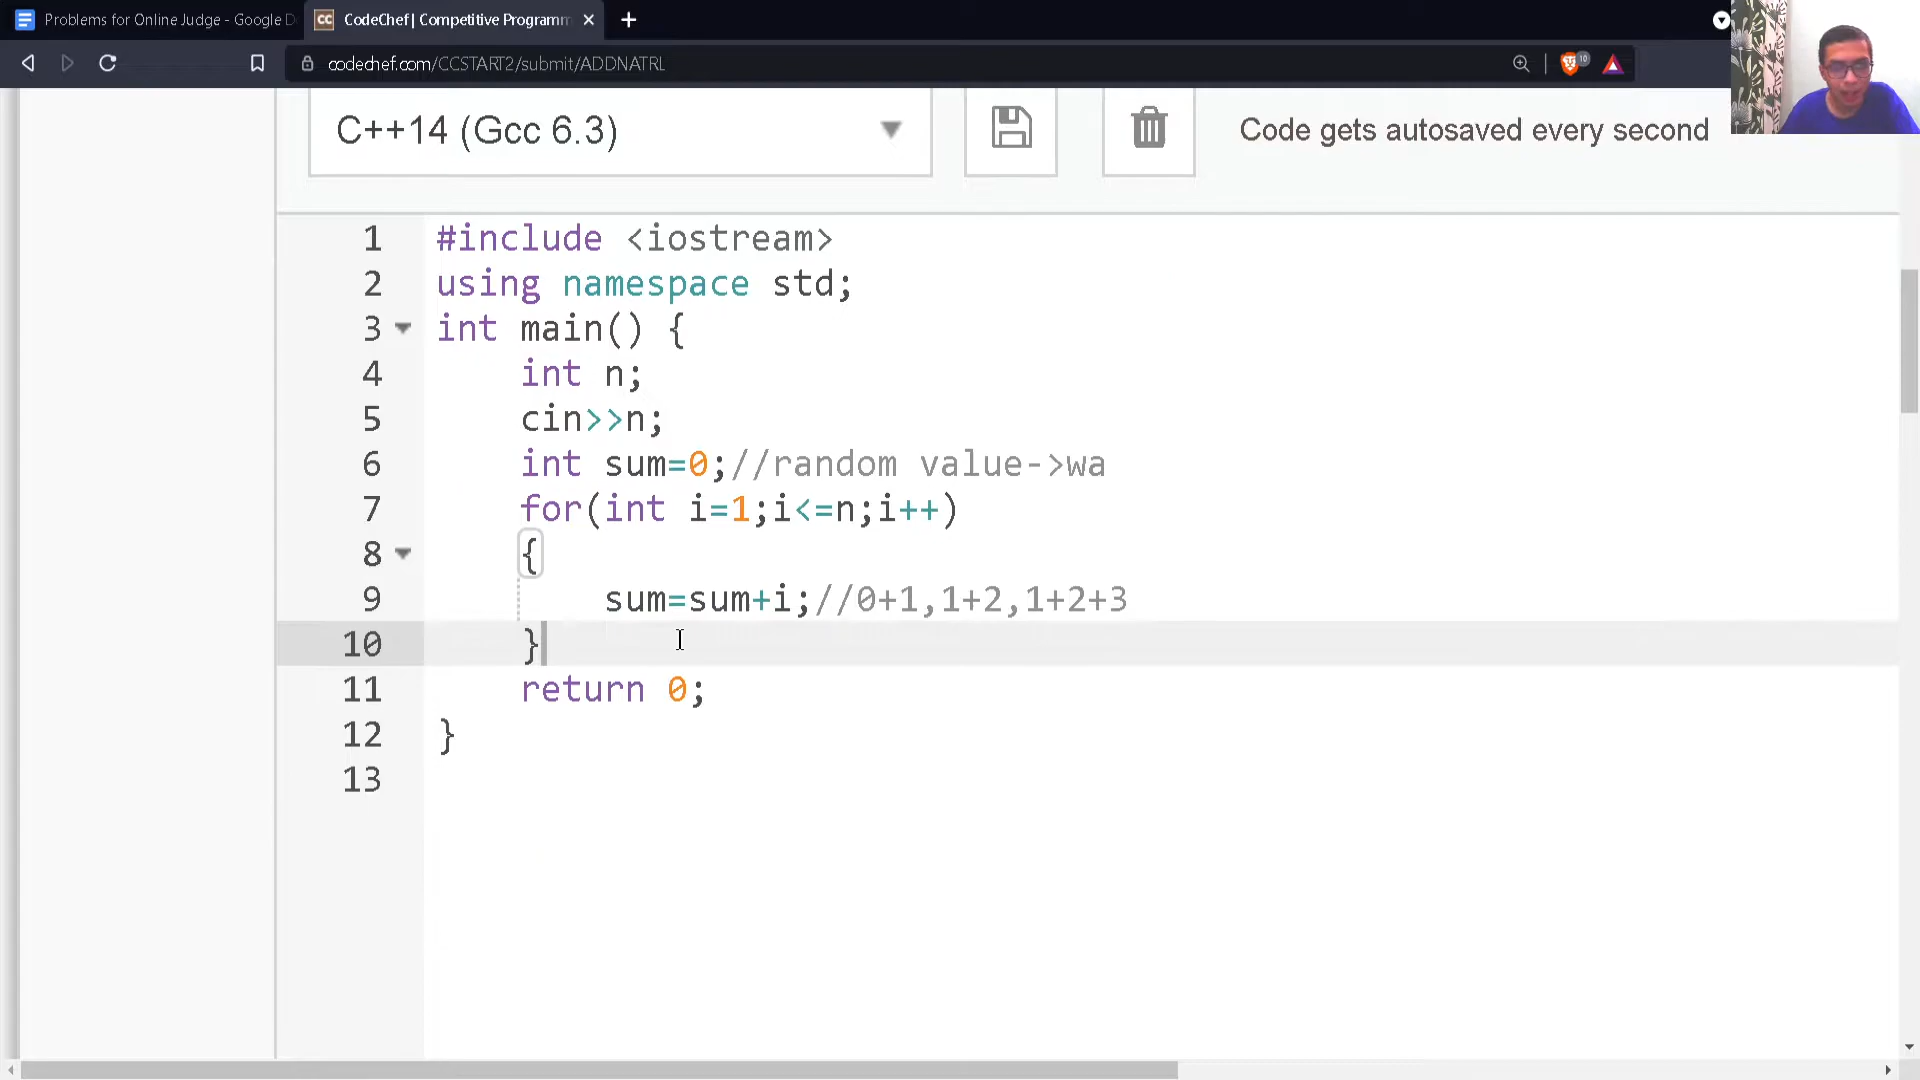 Problems for Online Judge - Google D
CC CodeChef | Competitive Programm
codechef.com/CCSTART2/submit/ADDNATRL
10
C++14 (Gcc 6.3)
Code gets autosaved every second
1 #include <iostream>
2 using namespace std;
3 int main() {
4 int n;
5 cin>>n;
6 int sum=0;//random value->wa
7 for(int i=1;i<=n;i++)
8 {
9 sum=sum+i;//0+1,1+2,1+2+3
10 }
11 return 0;
12 }
13